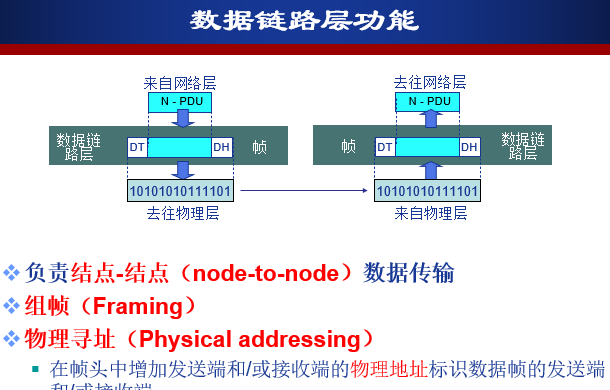 数据链路层功能
来自网络层
去往网络层
N - PDU
N - PDU
数据链
路层
DT
DH
帧
帧
DT
DH
数据链
路层
10101010111101
10101010111101
去往物理层
来自物理层
负责结点-结点（node-to-node）数据传输
组帧（Framing）
物理寻址（Physical addressing）
在帧头中增加发送端和/或接收端的物理地址标识数据帧的发送端
和/或接收端